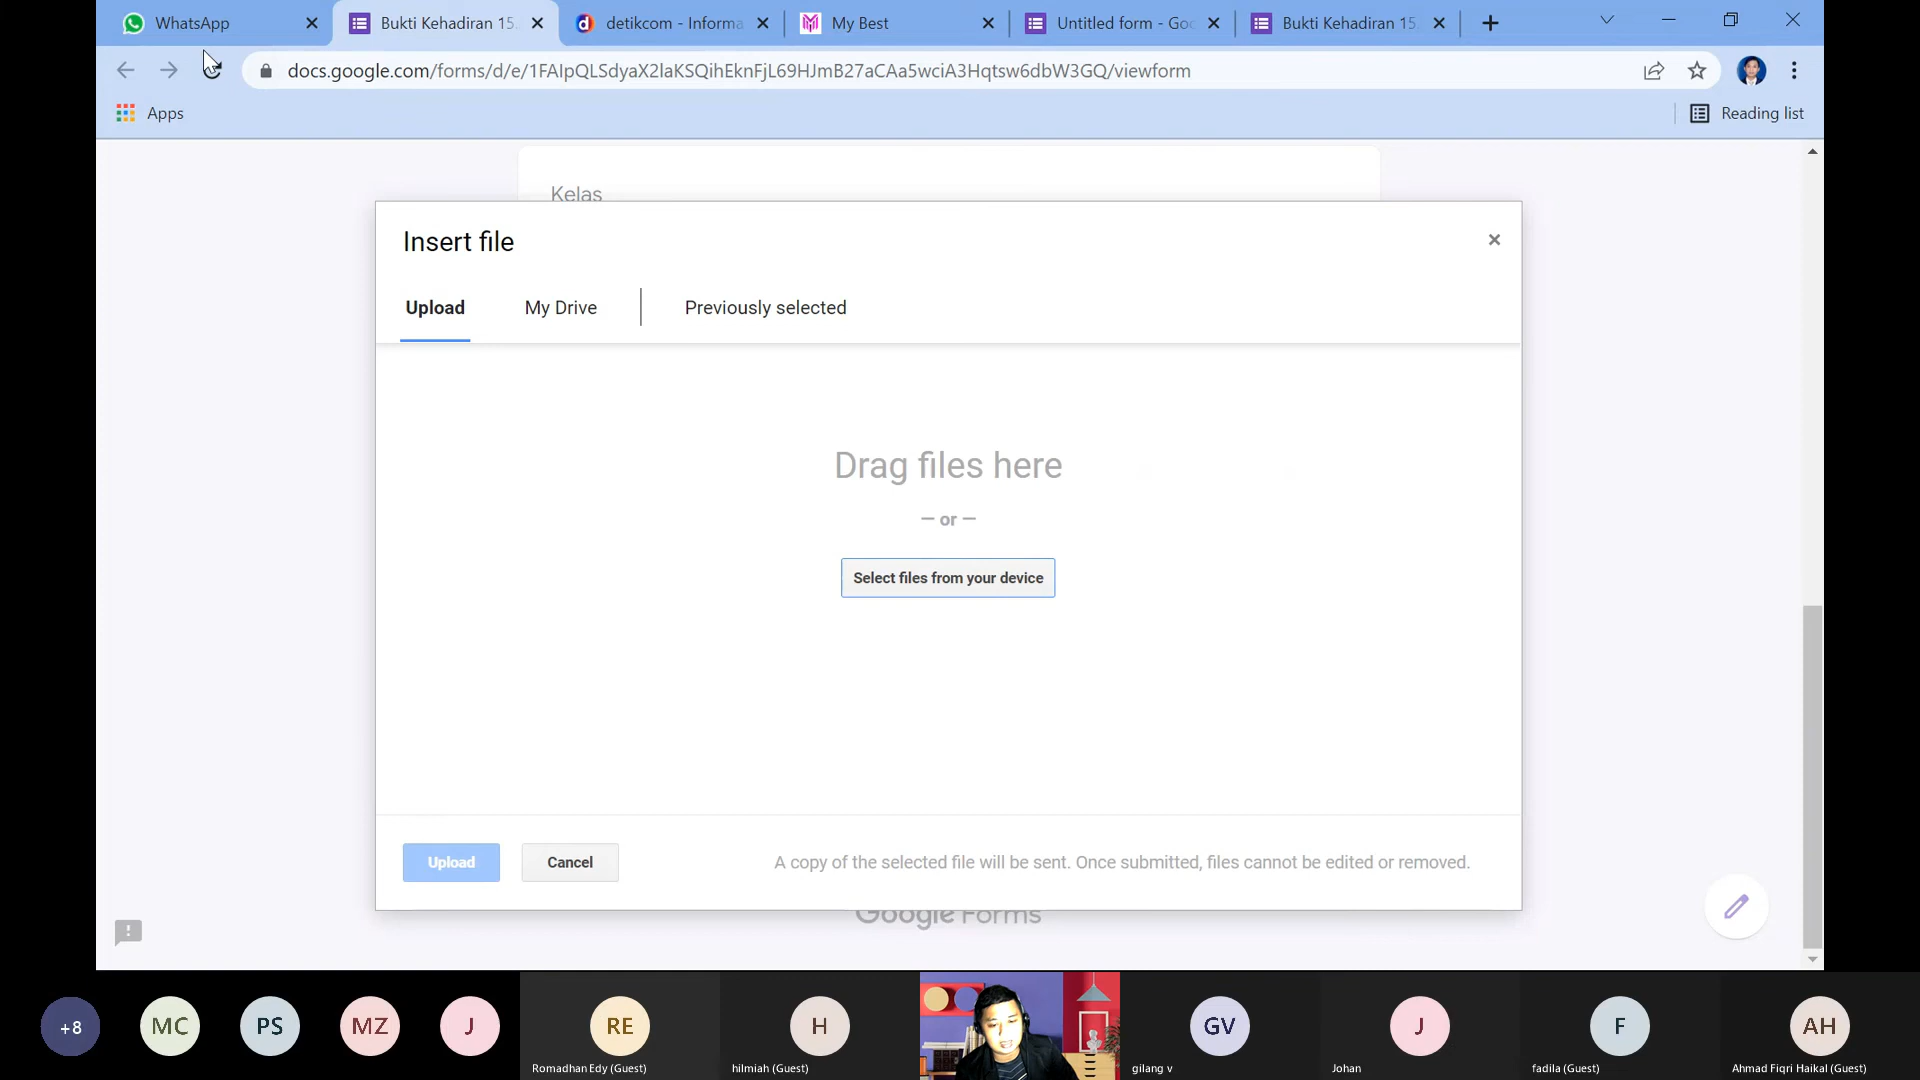 WhatsApp
Bukti Kehadiran 15.
detikcom - Informa
My Best
Untitled form - Goo
Bukti Kehadiran 15.
docs.google.com/forms/d/e/1FAIpQLSdyaX2laKSQihEknFjL69HJmB27aCAa5wciA3Hqtsw6dbW3GQ/viewform
Apps
Reading list
Kelas
Insert file
Upload
My Drive
Previously selected
Drag files here
— or —
Select files from your device
Upload
Cancel
A copy of the selected file will be sent. Once submitted, files cannot be edited or removed.
Google Forms
+8
MC
PS
MZ
J
RE
H
GV
J
F
AH
Romadhan Edy (Guest)
hilmiah (Guest)
gilang v
Johan
fadila (Guest)
Ahmad Fiqri Haikal (Guest)